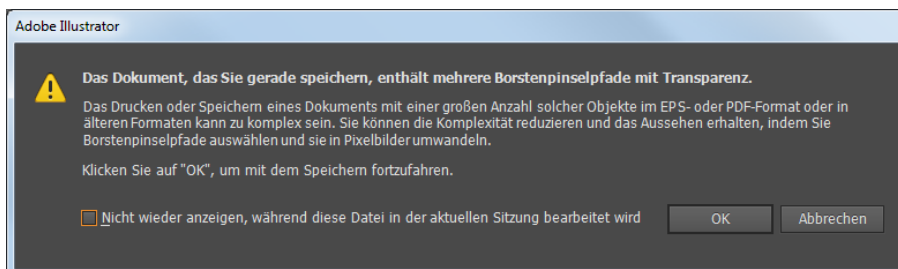 Adobe Illustrator
Das Dokument, das Sie gerade speichern, enthält mehrere Borstenpinselpfade mit Transparenz.
Das Drucken oder Speichern eines Dokuments mit einer großen Anzahl solcher Objekte im EPS- oder PDF-Format oder in
älteren Formaten kann zu komplex sein. Sie können die Komplexität reduzieren und das Aussehen erhalten, indem Sie
Borstenpinselpfade auswählen und sie in Pixelbilder umwandeln.
Klicken Sie auf "OK", um mit dem Speichern fortzufahren.
Nicht wieder anzeigen, während diese Datei in der aktuellen Sitzung bearbeitet wird OK Abbrechen